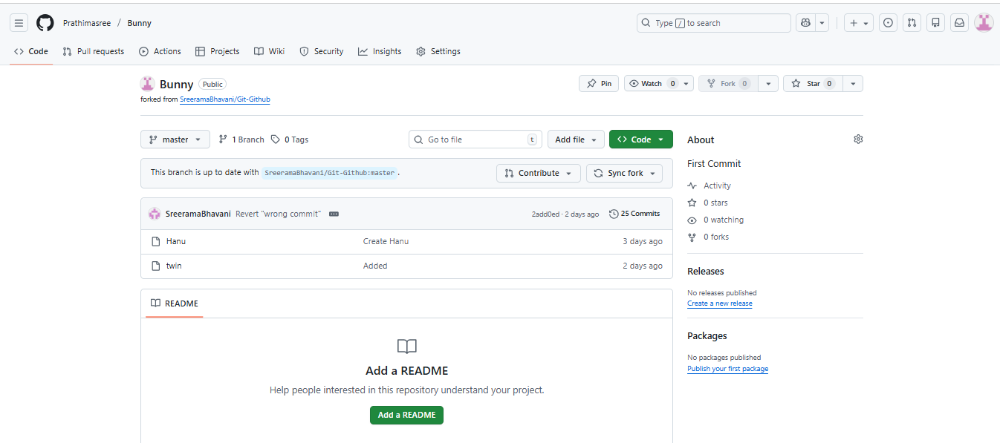 Prathimasree / Bunny
Type / to search
Code Pull requests Actions Projects Wiki Security Insights Settings
Bunny Public
Pin Watch 0 Fork 0 Star 0
forked from SreeramaBhavani/Git-Github
master 1 Branch 0 Tags Go to file t Add file Code
About
First Commit
This branch is up to date with SreeramaBhavani/Git-Github:master .
Contribute Sync fork
Activity
0 stars
0 watching
0 forks
SreeramaBhavani Revert "wrong commit" 2add0ed · 2 days ago 25 Commits
Hanu Create Hanu 3 days ago
twin Added 2 days ago
Releases
No releases published
Create a new release
README
Packages
No packages published
Publish your first package
Add a README
Help people interested in this repository understand your project.
Add a README